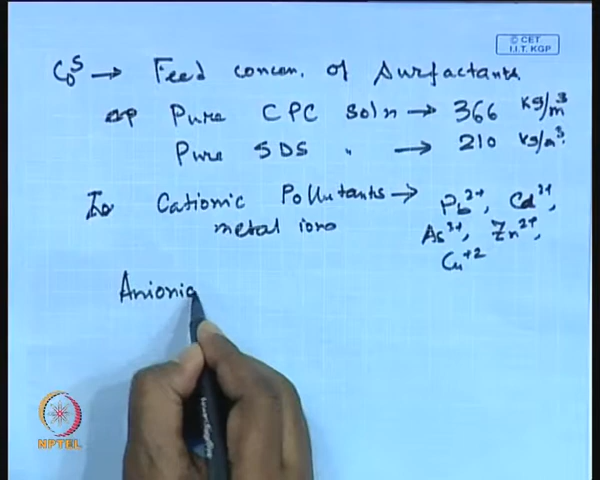 © CET
I.I.T. KGP
C₀ˢ → Feed concen. of Surfactants
Pure CPC soln → 366 kg/m³
Pure SDS " → 210 kg/m³
Cationic Pollutants → Pb²⁺, Cd²⁺,
metal ions As³⁺, Zn²⁺,
Cu⁺²
Anionic
NPTEL